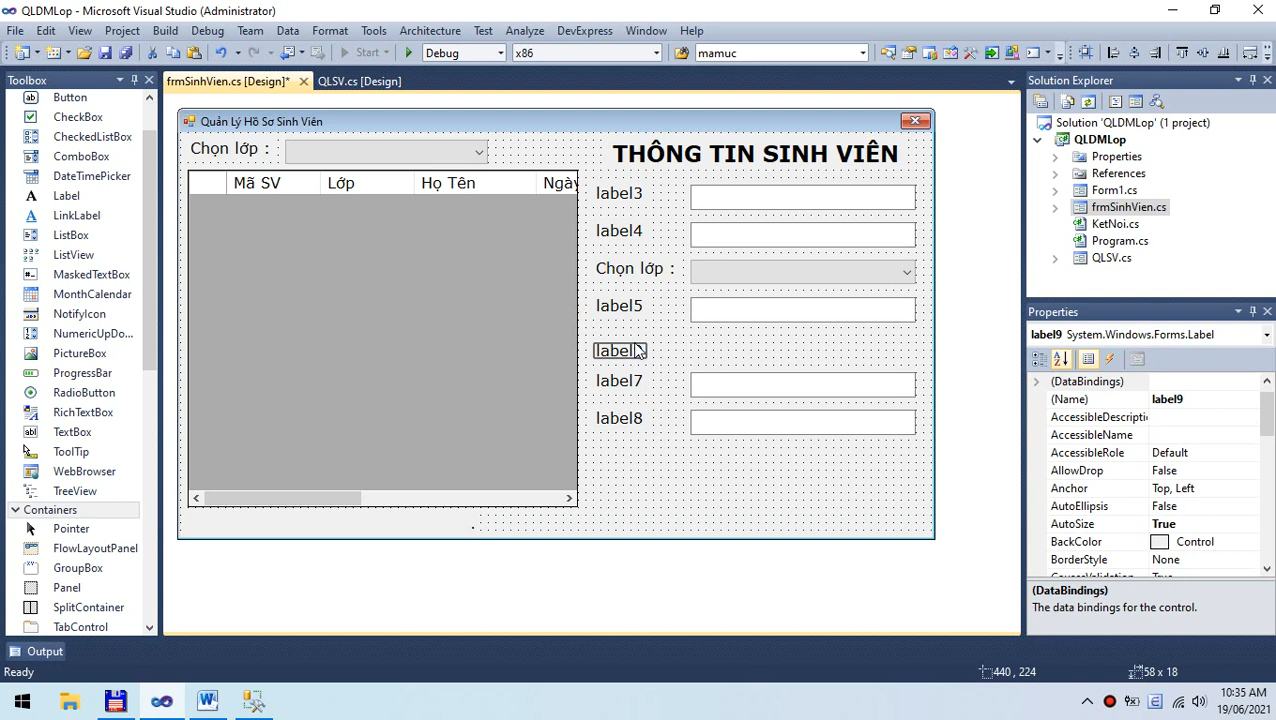 QLDMLop - Microsoft Visual Studio (Administrator)
File Edit View Project Build Debug Team Data Format Tools Architecture Test Analyze DevExpress Window Help
Start Debug x86 mamuc
Toolbox
Button
CheckBox
CheckedListBox
ComboBox
DateTimePicker
A Label
LinkLabel
ListBox
ListView
MaskedTextBox
MonthCalendar
NotifyIcon
NumericUpDo...
PictureBox
ProgressBar
RadioButton
RichTextBox
TextBox
ToolTip
WebBrowser
TreeView
Containers
Pointer
FlowLayoutPanel
GroupBox
Panel
SplitContainer
TabControl
Output
Ready
frmSinhVien.cs [Design]* QLSV.cs [Design]
Quản Lý Hồ Sơ Sinh Viên
Chọn lớp :
THÔNG TIN SINH VIÊN
Mã SV Lớp Họ Tên Ngày
label3
label4
Chọn lớp :
label5
label7
label8
Solution Explorer
Solution 'QLDMLop' (1 project)
QLDMLop
Properties
References
Form1.cs
frmSinhVien.cs
KetNoi.cs
Program.cs
QLSV.cs
Properties
label9 System.Windows.Forms.Label
(DataBindings)
(Name) label9
AccessibleDescripti
AccessibleName
AccessibleRole Default
AllowDrop False
Anchor Top, Left
AutoEllipsis False
AutoSize True
BackColor Control
BorderStyle None
CausesValidation True
(DataBindings)
The data bindings for the control.
440 , 224 58 x 18
10:35 AM
19/06/2021